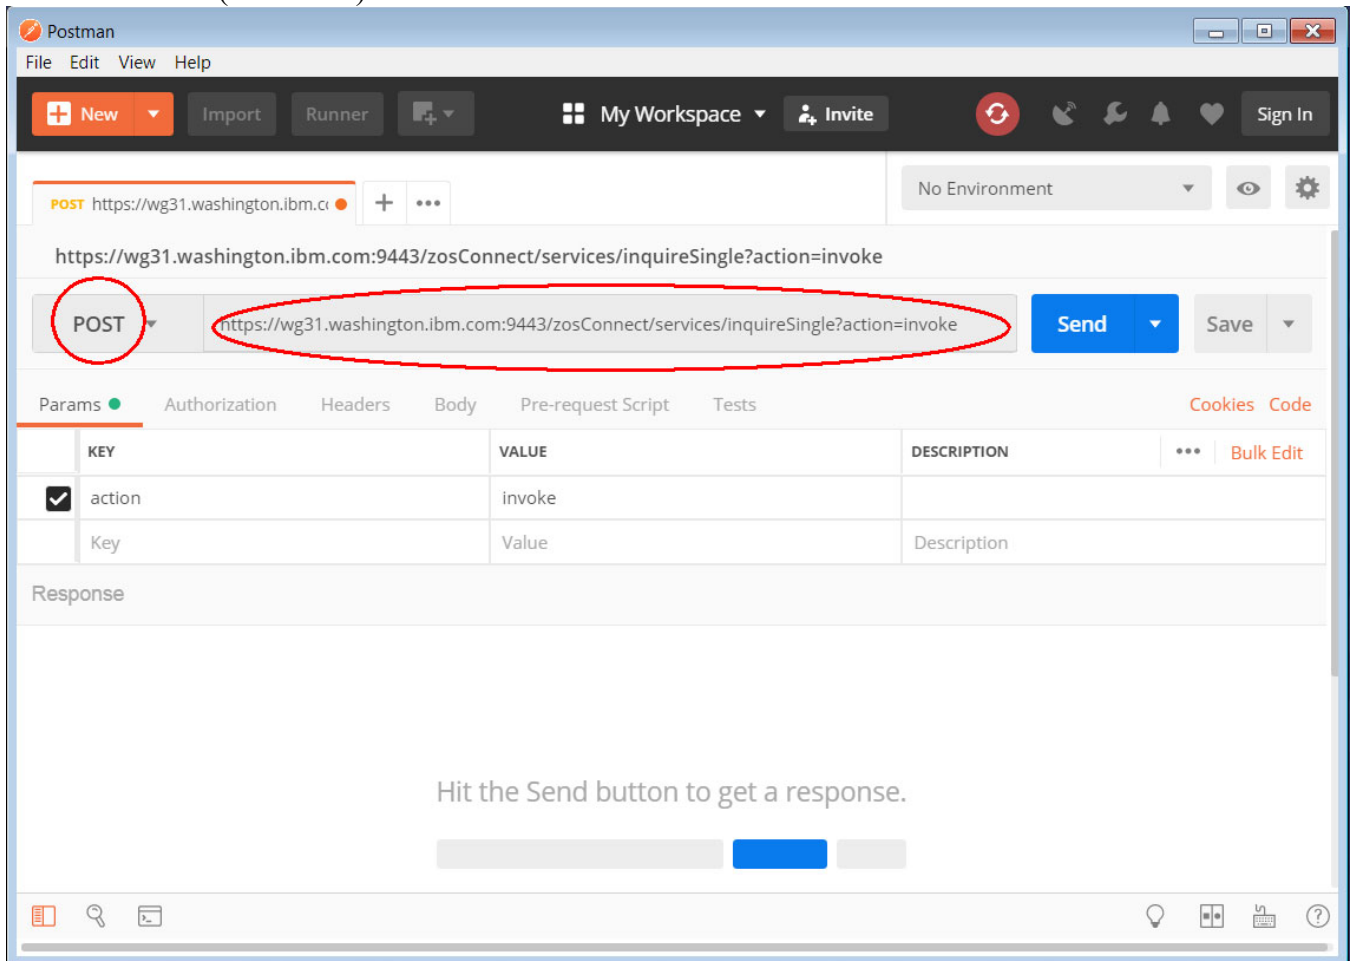 Postman
File Edit View Help
New Import Runner My Workspace Invite Sign In
POST https://wg31.washington.ibm.c No Environment
https://wg31.washington.ibm.com:9443/zosConnect/services/inquireSingle?action=invoke
POST https://wg31.washington.ibm.com:9443/zosConnect/services/inquireSingle?action=invoke Send Save
Params Authorization Headers Body Pre-request Script Tests Cookies Code
KEY VALUE DESCRIPTION ••• Bulk Edit
action invoke
Key Value Description
Response
Hit the Send button to get a response.